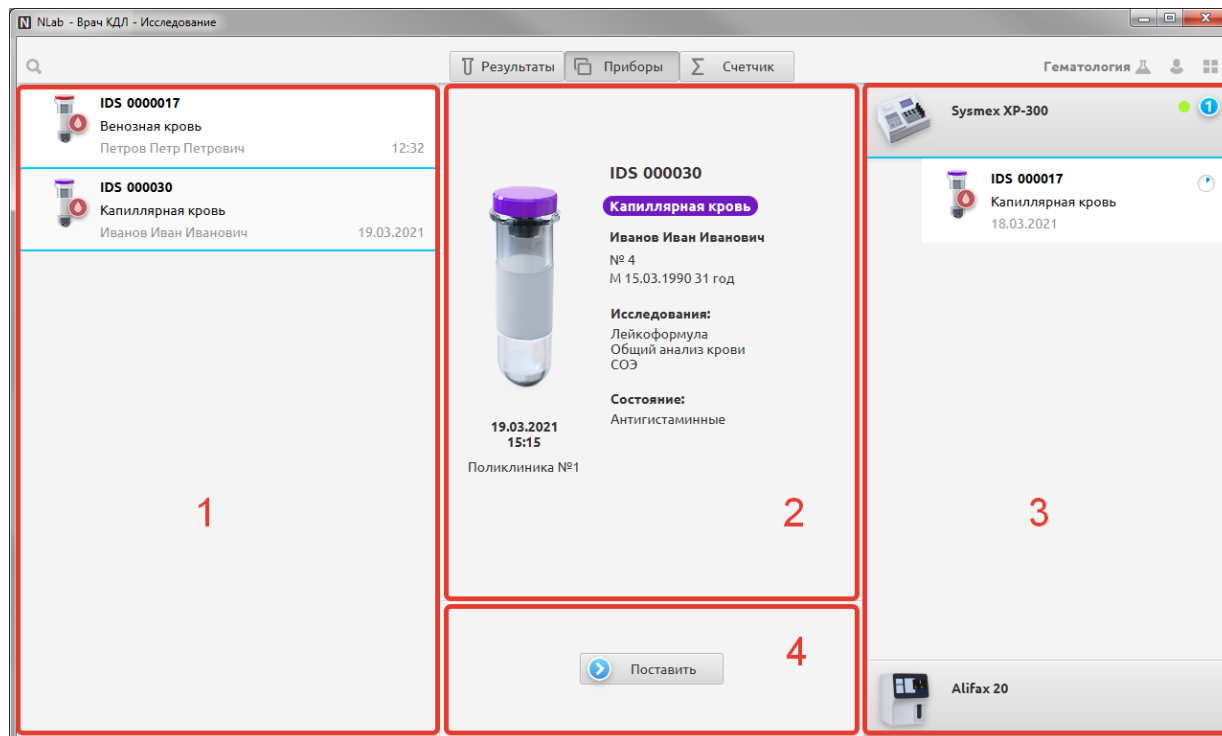 NLab - Врач КДЛ - Исследование
Результаты
Приборы
Счетчик
Гематология
IDS 0000017
Венозная кровь
Петров Петр Петрович 12:32
IDS 000030
Капиллярная кровь
Иванов Иван Иванович 19.03.2021
1
IDS 000030
Капиллярная кровь
Иванов Иван Иванович
№ 4
М 15.03.1990 31 год
Исследования:
Лейкоформула
Общий анализ крови
СОЭ
Состояние:
Антигистаминные
19.03.2021
15:15
Поликлиника №1
2
Sysmex XP-300 1
IDS 000017
Капиллярная кровь
18.03.2021
3
4
Поставить
Alifax 20